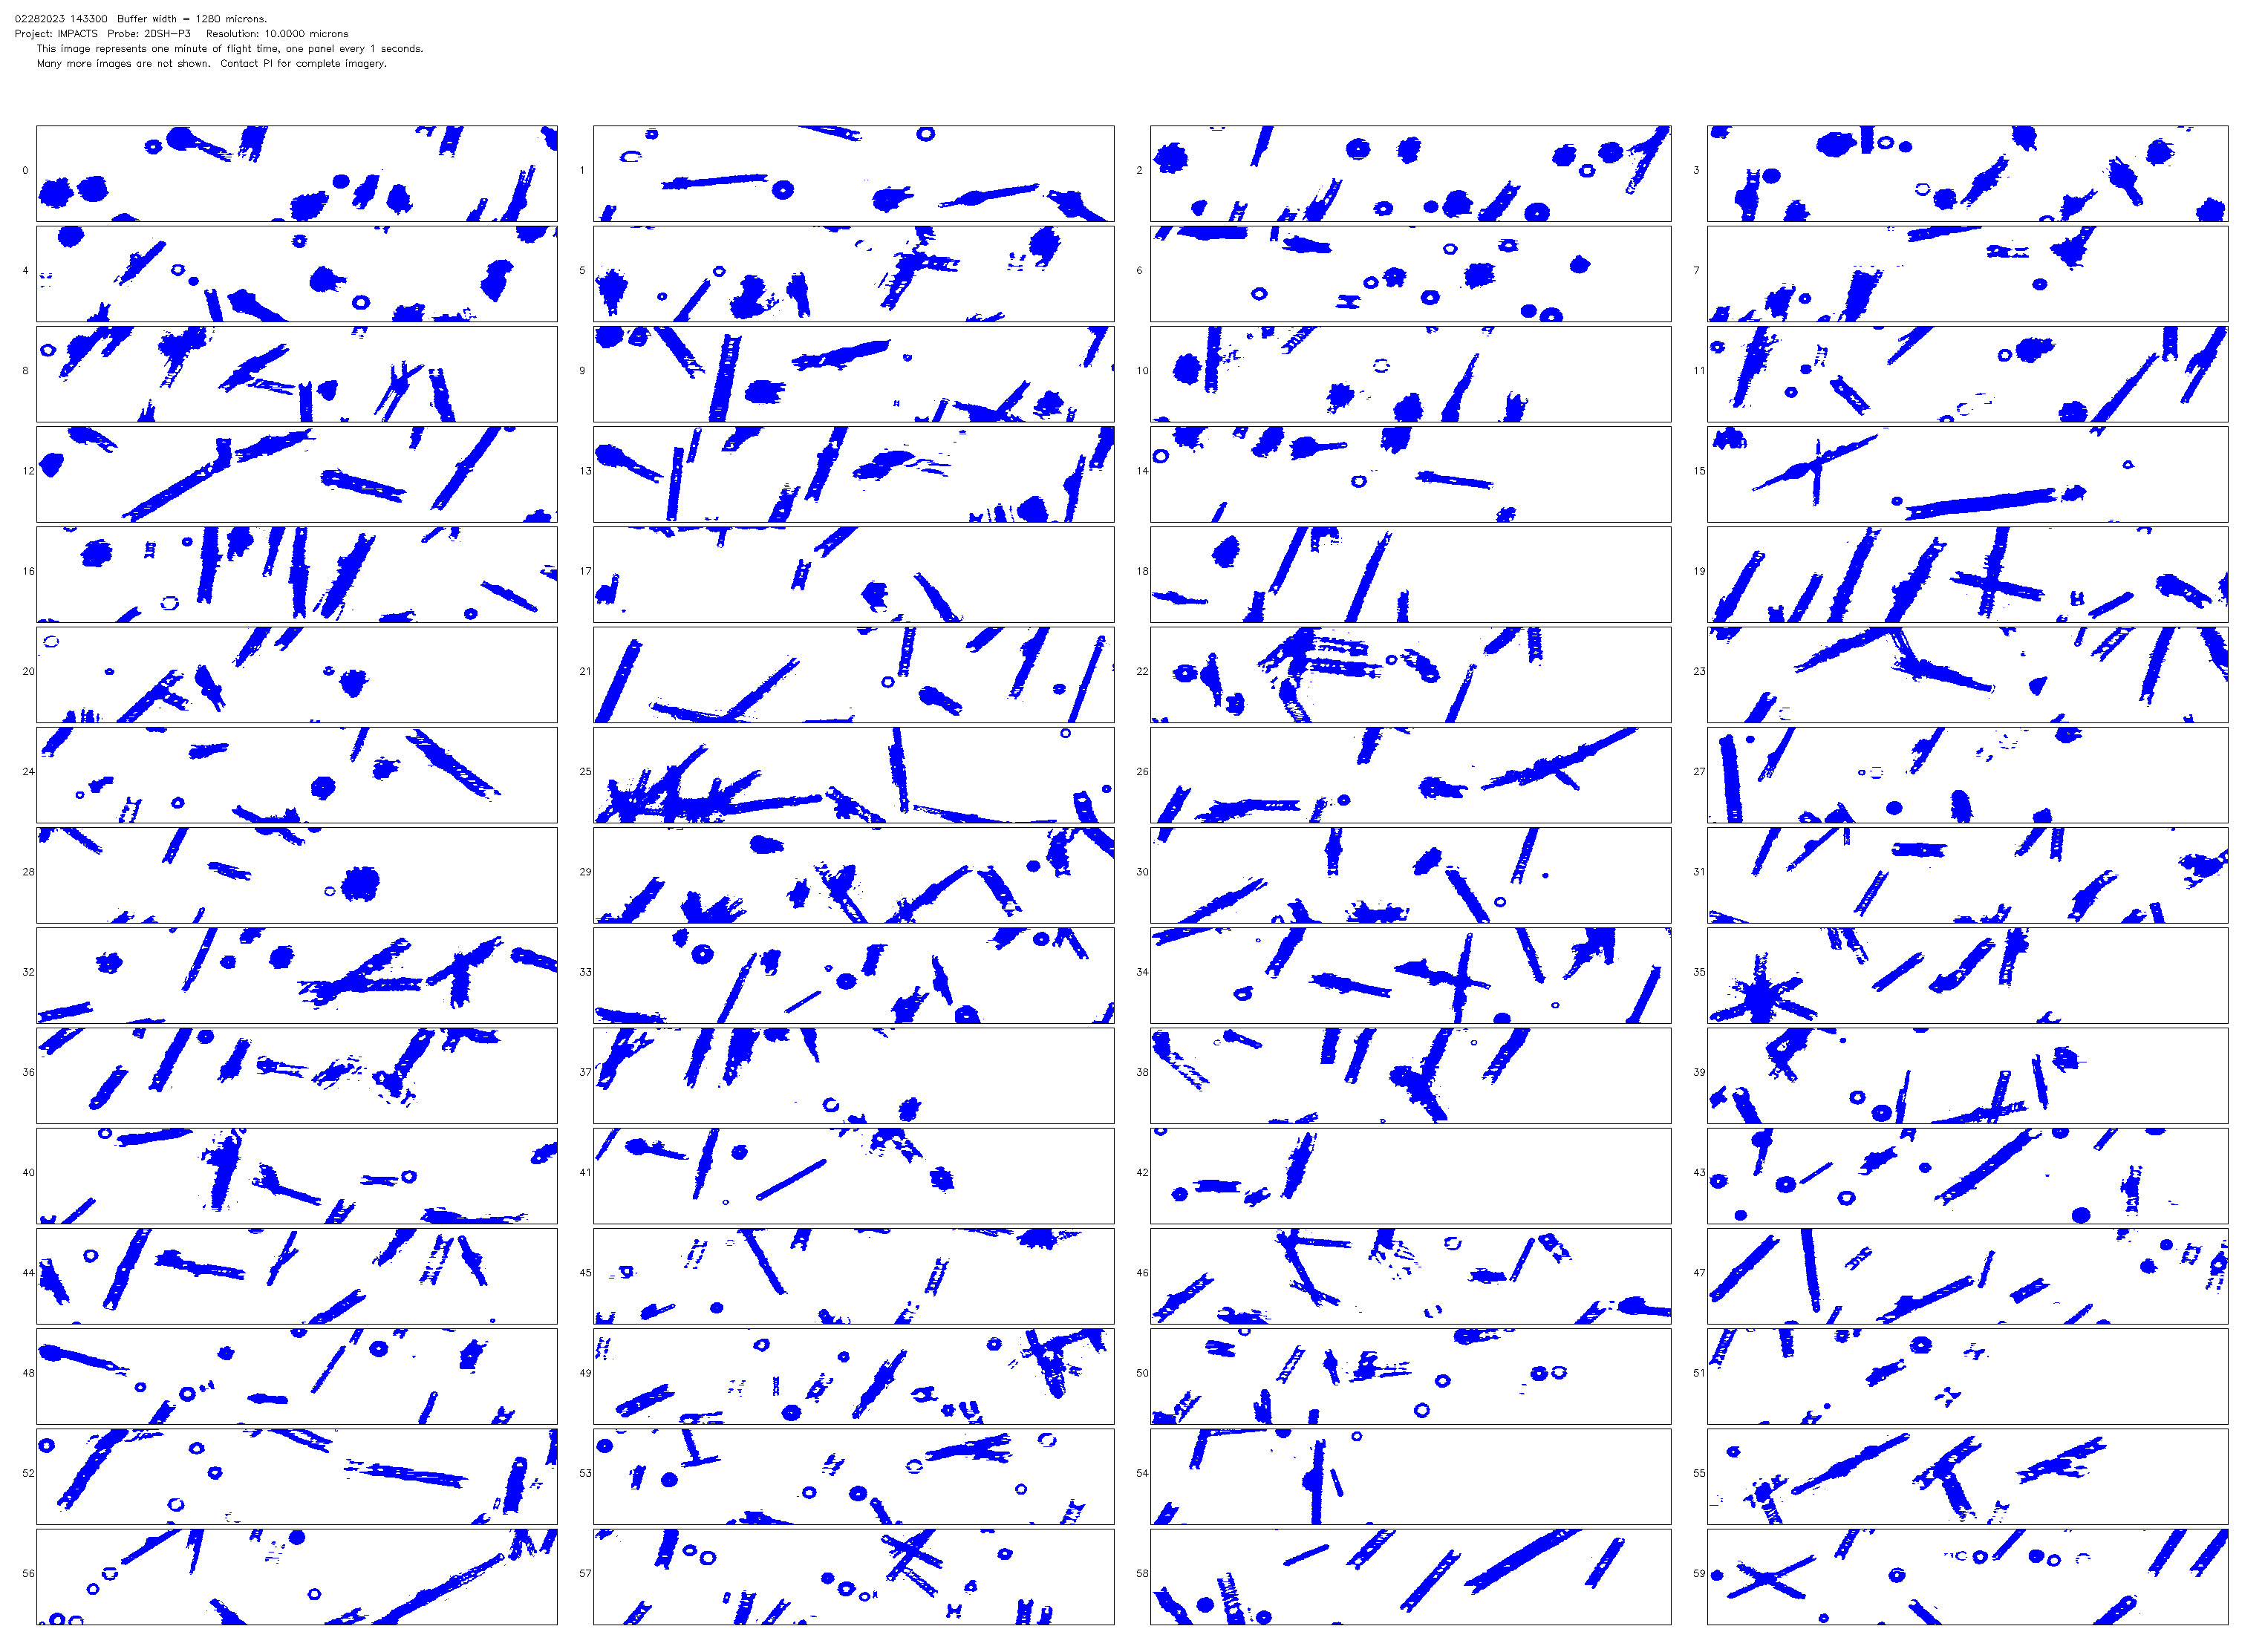 02282023 143300  Buffer width = 1280 microns.
Project: IMPACTS  Probe: 2DSH-P3  Resolution: 10.0000 microns
This image represents one minute of flight time, one panel every 1 seconds.
Many more images are not shown.  Contact PI for complete imagery.
0 1 2 3
4 5 6 7
8 9 10 11
12 13 14 15
16 17 18 19
20 21 22 23
24 25 26 27
28 29 30 31
32 33 34 35
36 37 38 39
40 41 42 43
44 45 46 47
48 49 50 51
52 53 54 55
56 57 58 59